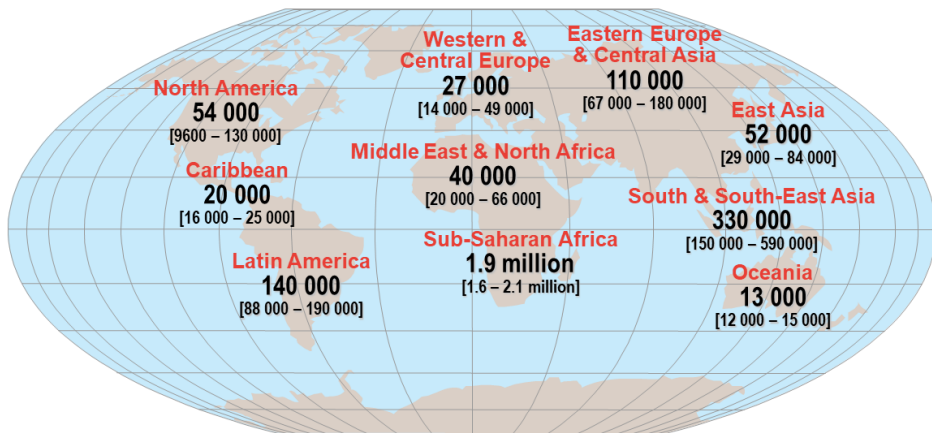 Western &
Central Europe
27 000
[14 000 – 49 000]
Eastern Europe
& Central Asia
110 000
[67 000 – 180 000]
North America
54 000
[9600 – 130 000]
East Asia
52 000
[29 000 – 84 000]
Middle East & North Africa
40 000
[20 000 – 66 000]
Caribbean
20 000
[16 000 – 25 000]
South & South-East Asia
330 000
[150 000 – 590 000]
Sub-Saharan Africa
1.9 million
[1.6 – 2.1 million]
Latin America
140 000
[88 000 – 190 000]
Oceania
13 000
[12 000 – 15 000]